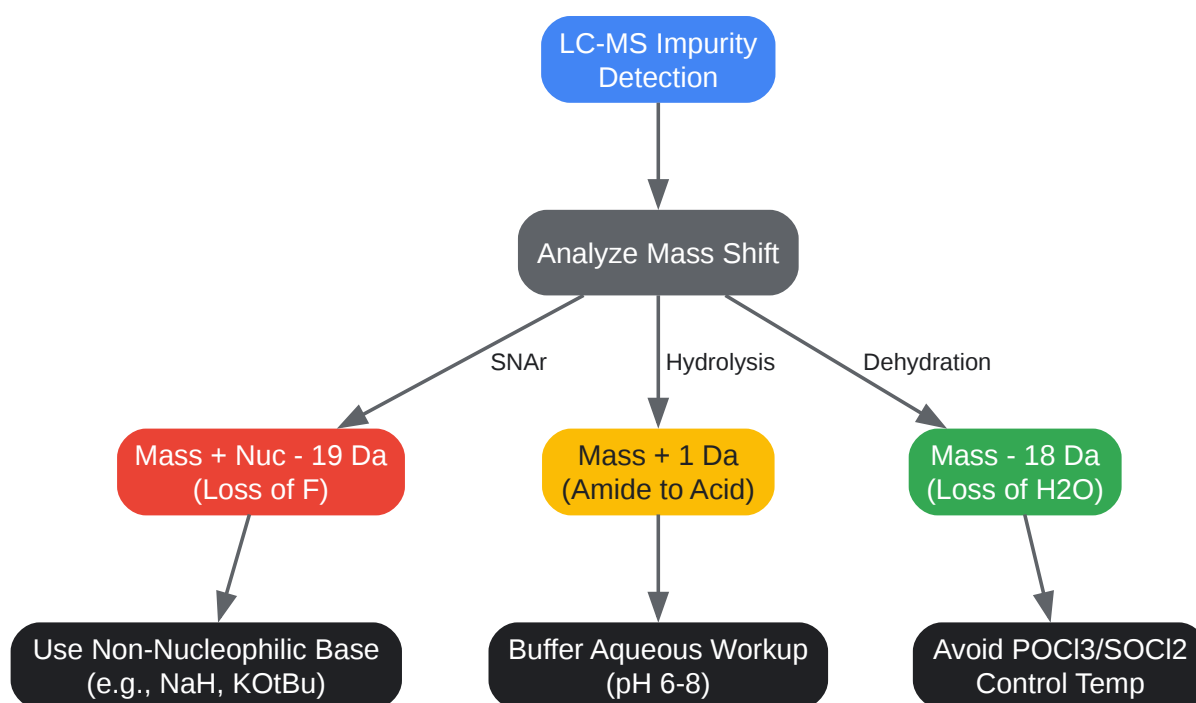 LC-MS Impurity
Detection
Analyze Mass Shift
SNAr
Hydrolysis
Dehydration
Mass + Nuc - 19 Da
(Loss of F)
Mass + 1 Da
(Amide to Acid)
Mass - 18 Da
(Loss of H2O)
Use Non-Nucleophilic Base
(e.g., NaH, KOtBu)
Buffer Aqueous Workup
(pH 6-8)
Avoid POCl3/SOCl2
Control Temp